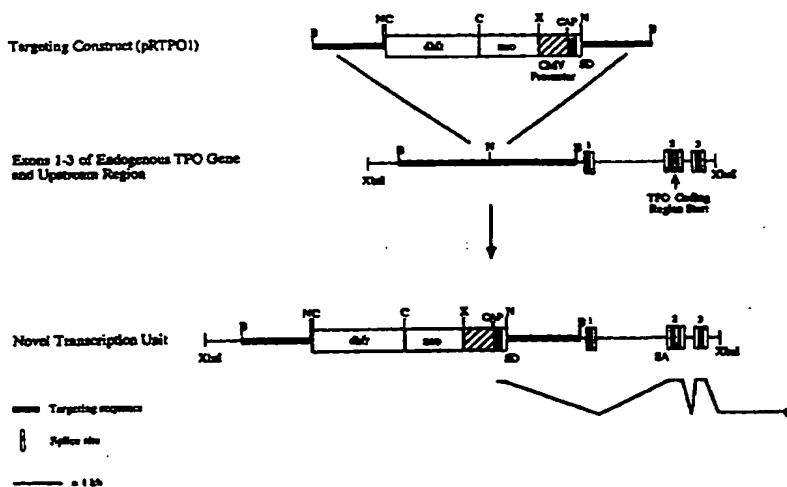 B NC C X CAP N B
Targeting Construct (pRTPO1)
dhfr neo
CMV Promoter
SD
Exons 1-3 of Endogenous TPO Gene
and Upstream Region
B N B 1 2 3
XbaI XbaI
TPO Coding
Region Start
B NC C X CAP N B 1 2 3
Novel Transcription Unit
XbaI dhfr neo SD SA XbaI
Targeting sequence
Splice site
= 1 kb